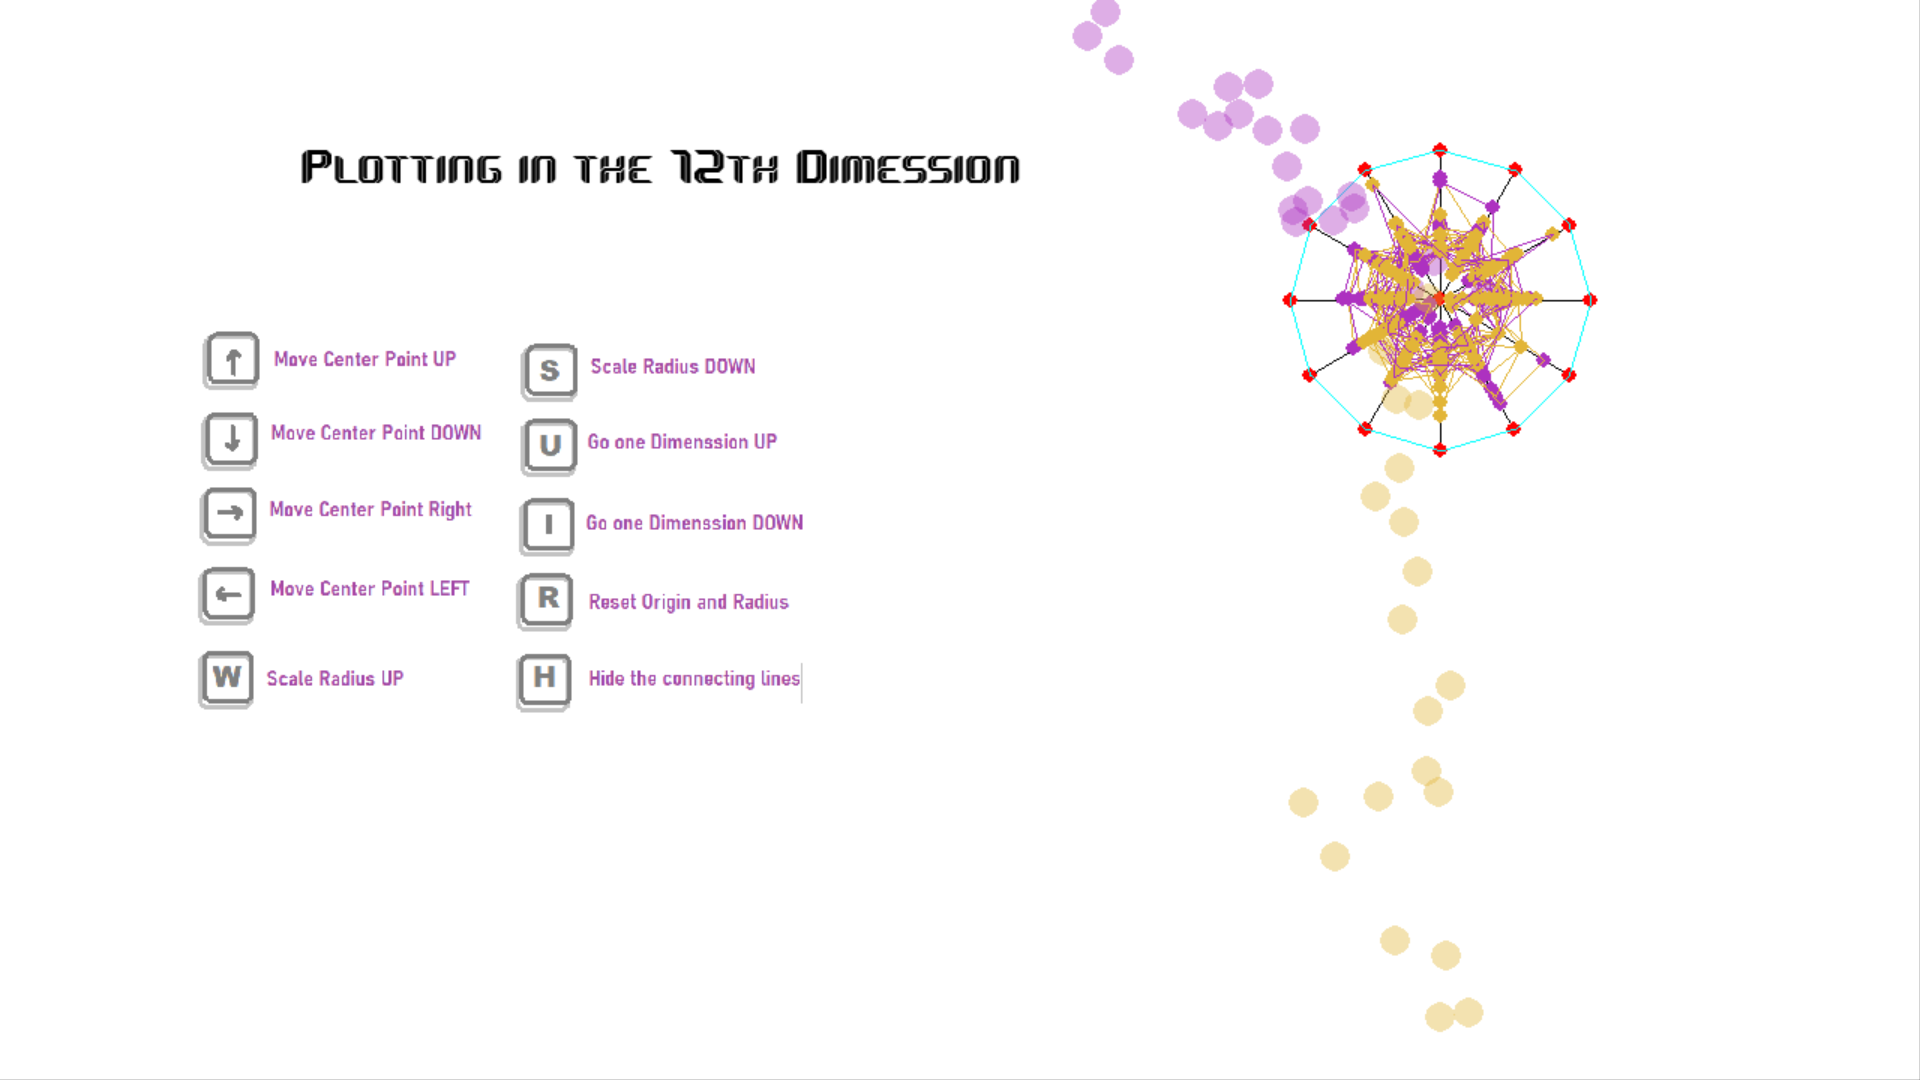 Plotting in the 12th Dimession
↑ Move Center Point UP
↓ Move Center Point DOWN
→ Move Center Point Right
← Move Center Point LEFT
W Scale Radius UP
S Scale Radius DOWN
U Go one Dimenssion UP
I Go one Dimenssion DOWN
R Reset Origin and Radius
H Hide the connecting lines